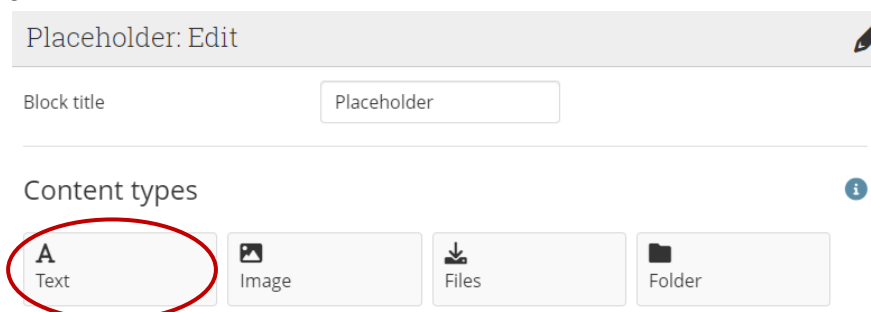 Placeholder: Edit
Block title Placeholder
Content types
A
Text Image Files Folder